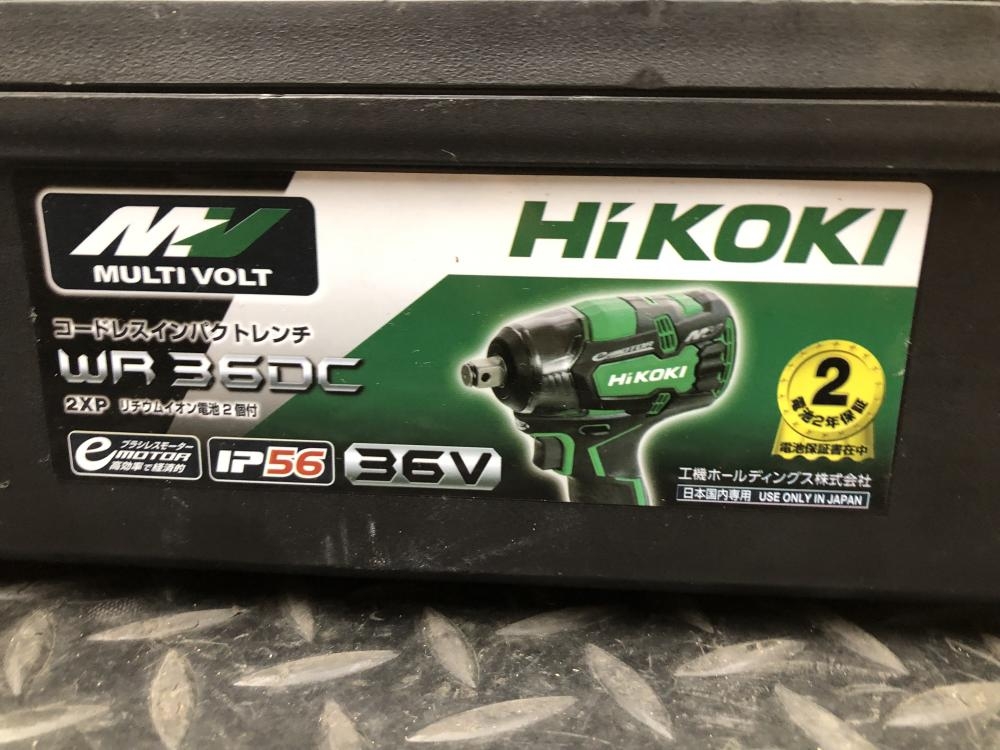 MV
MULTI VOLT
HiKOKI
コードレスインパクトレンチ
WR 36DC
2XP リチウムイオン電池2個付
ブラシレスモーター
e MOTOR
高効率で経済的
IP56
36V
e MOTOR
MV
HiKOKI
2
電池2年保証
電池保証書在中
工機ホールディングス株式会社
日本国内専用 USE ONLY IN JAPAN